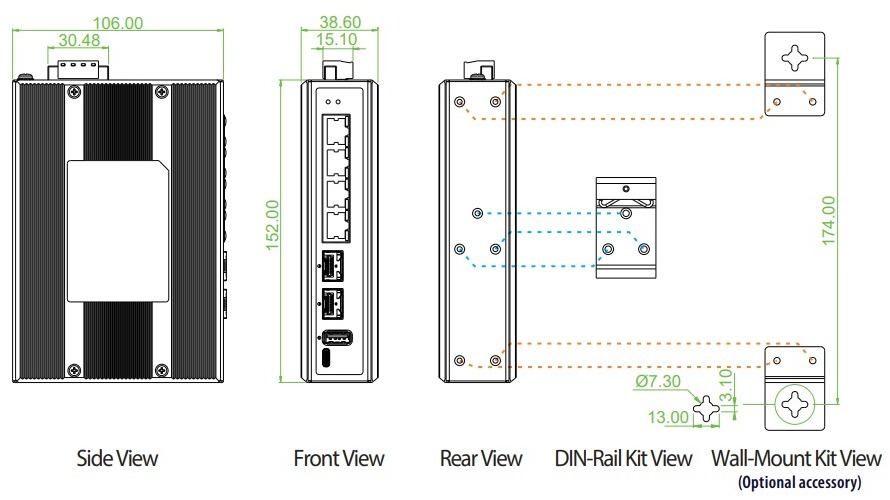 106.00
30.48
38.60
15.10
152.00
174.00
Ø7.30
3.10
13.00
Side View
Front View
Rear View
DIN-Rail Kit View
Wall-Mount Kit View
(Optional accessory)